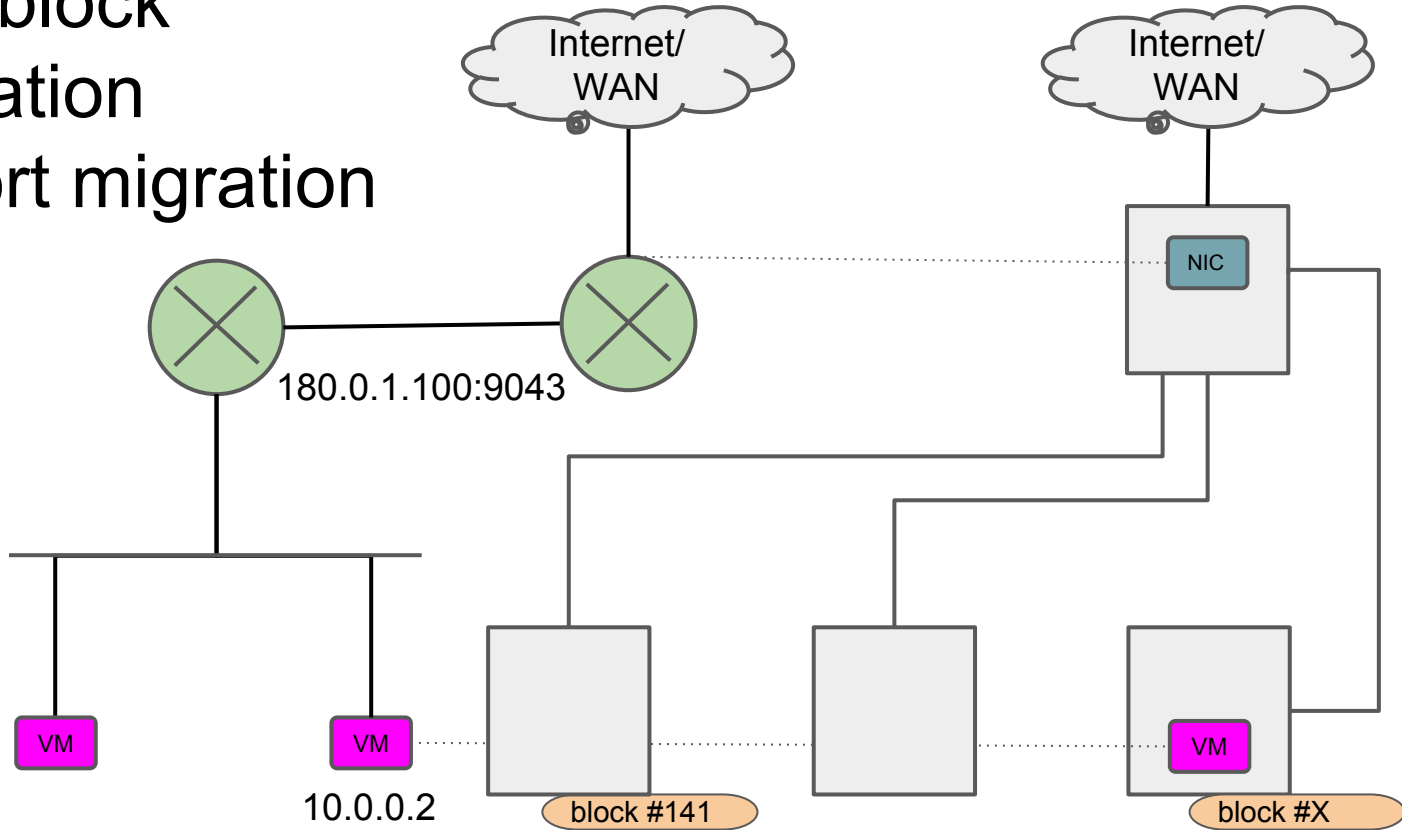 block
ation
ort migration
Internet/
WAN
Internet/
WAN
NIC
180.0.1.100:9043
VM
VM
VM
10.0.0.2
block #141
block #X